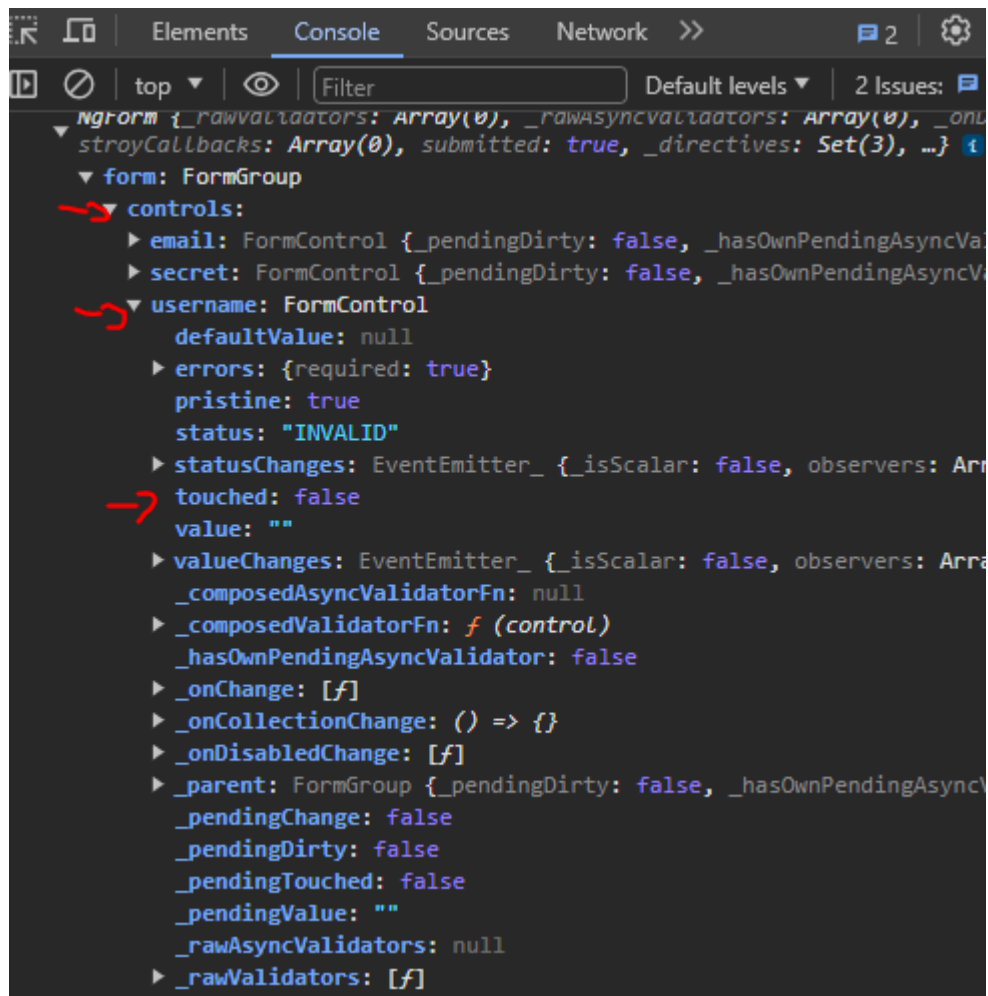 Elements Console Sources Network >> 2
top ▼ Filter Default levels ▼ 2 Issues:
▼ NgForm {_rawValidators: Array(0), _rawAsyncValidators: Array(0), _onD
stroyCallbacks: Array(0), submitted: true, _directives: Set(3), …} i
▼ form: FormGroup
▼ controls:
▶ email: FormControl {_pendingDirty: false, _hasOwnPendingAsyncVal
▶ secret: FormControl {_pendingDirty: false, _hasOwnPendingAsyncVa
▼ username: FormControl
defaultValue: null
▶ errors: {required: true}
pristine: true
status: "INVALID"
▶ statusChanges: EventEmitter_ {_isScalar: false, observers: Arr
touched: false
value: ""
▶ valueChanges: EventEmitter_ {_isScalar: false, observers: Arra
_composedAsyncValidatorFn: null
▶ _composedValidatorFn: ƒ (control)
_hasOwnPendingAsyncValidator: false
▶ _onChange: [ƒ]
▶ _onCollectionChange: () => {}
▶ _onDisabledChange: [ƒ]
▶ _parent: FormGroup {_pendingDirty: false, _hasOwnPendingAsyncV
_pendingChange: false
_pendingDirty: false
_pendingTouched: false
_pendingValue: ""
_rawAsyncValidators: null
▶ _rawValidators: [ƒ]